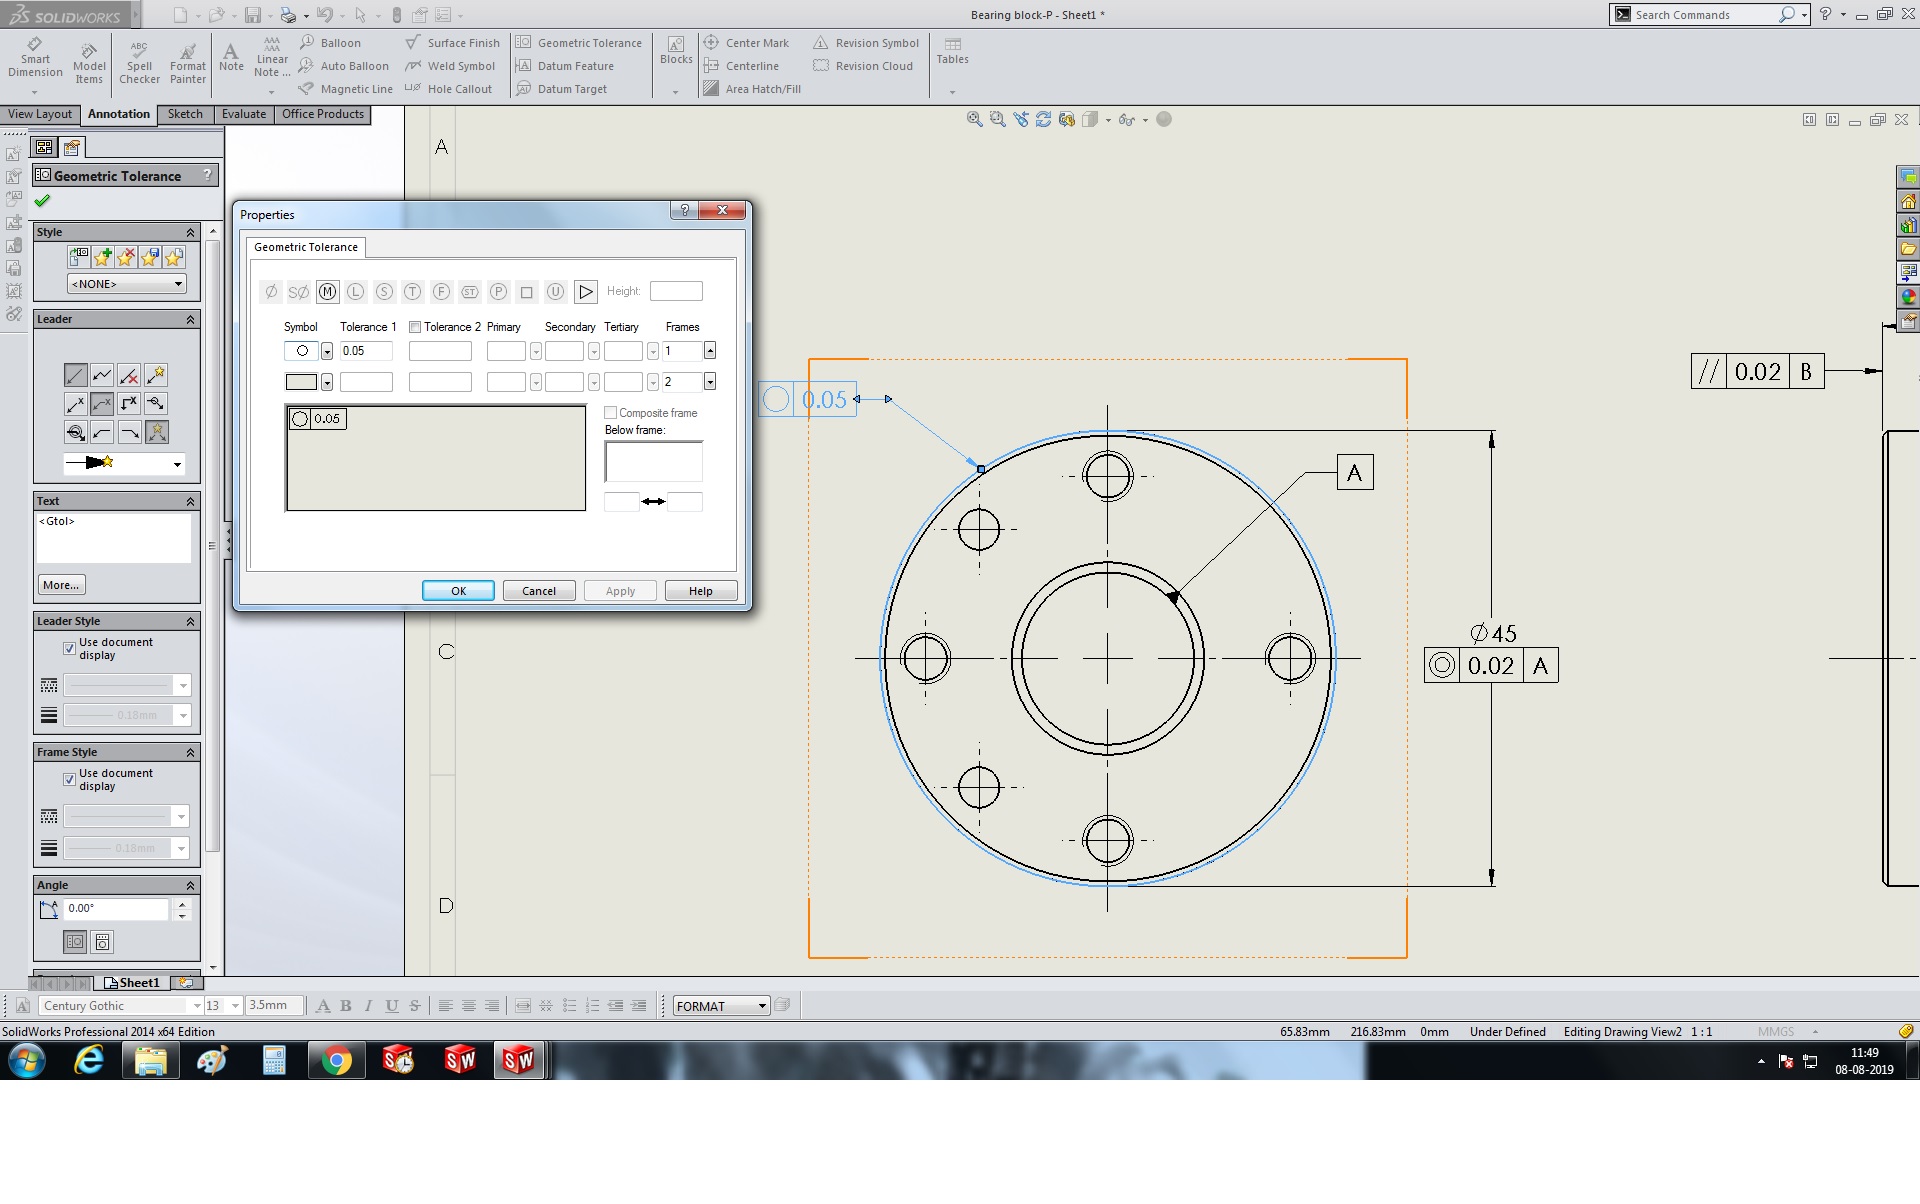 SOLIDWORKS
Bearing block-P - Sheet1 *
Search Commands
Smart Dimension
Model Items
Spell Checker
Format Painter
Note
Linear Note ...
Balloon
Auto Balloon
Magnetic Line
Surface Finish
Weld Symbol
Hole Callout
Geometric Tolerance
Datum Feature
Datum Target
Blocks
Center Mark
Centerline
Area Hatch/Fill
Revision Symbol
Revision Cloud
Tables
View Layout Annotation Sketch Evaluate Office Products
Geometric Tolerance ?
Style
<NONE>
Leader
Text
<Gtol>
More...
Leader Style
Use document
display
0.18mm
Frame Style
Use document
display
0.18mm
Angle
0.00°
Properties
Geometric Tolerance
Ø SØ M L S T F ST P U Height:
Symbol Tolerance 1 Tolerance 2 Primary Secondary Tertiary Frames
0.05 1
2
0.05
Composite frame
Below frame:
OK Cancel Apply Help
A
C
D
0.05
A
// 0.02 B
Ø45
0.02 A
Sheet1
Century Gothic 13 3.5mm A B I U S FORMAT
SolidWorks Professional 2014 x64 Edition
65.83mm 216.83mm 0mm Under Defined Editing Drawing View2 1 : 1 MMGS
11:49
08-08-2019